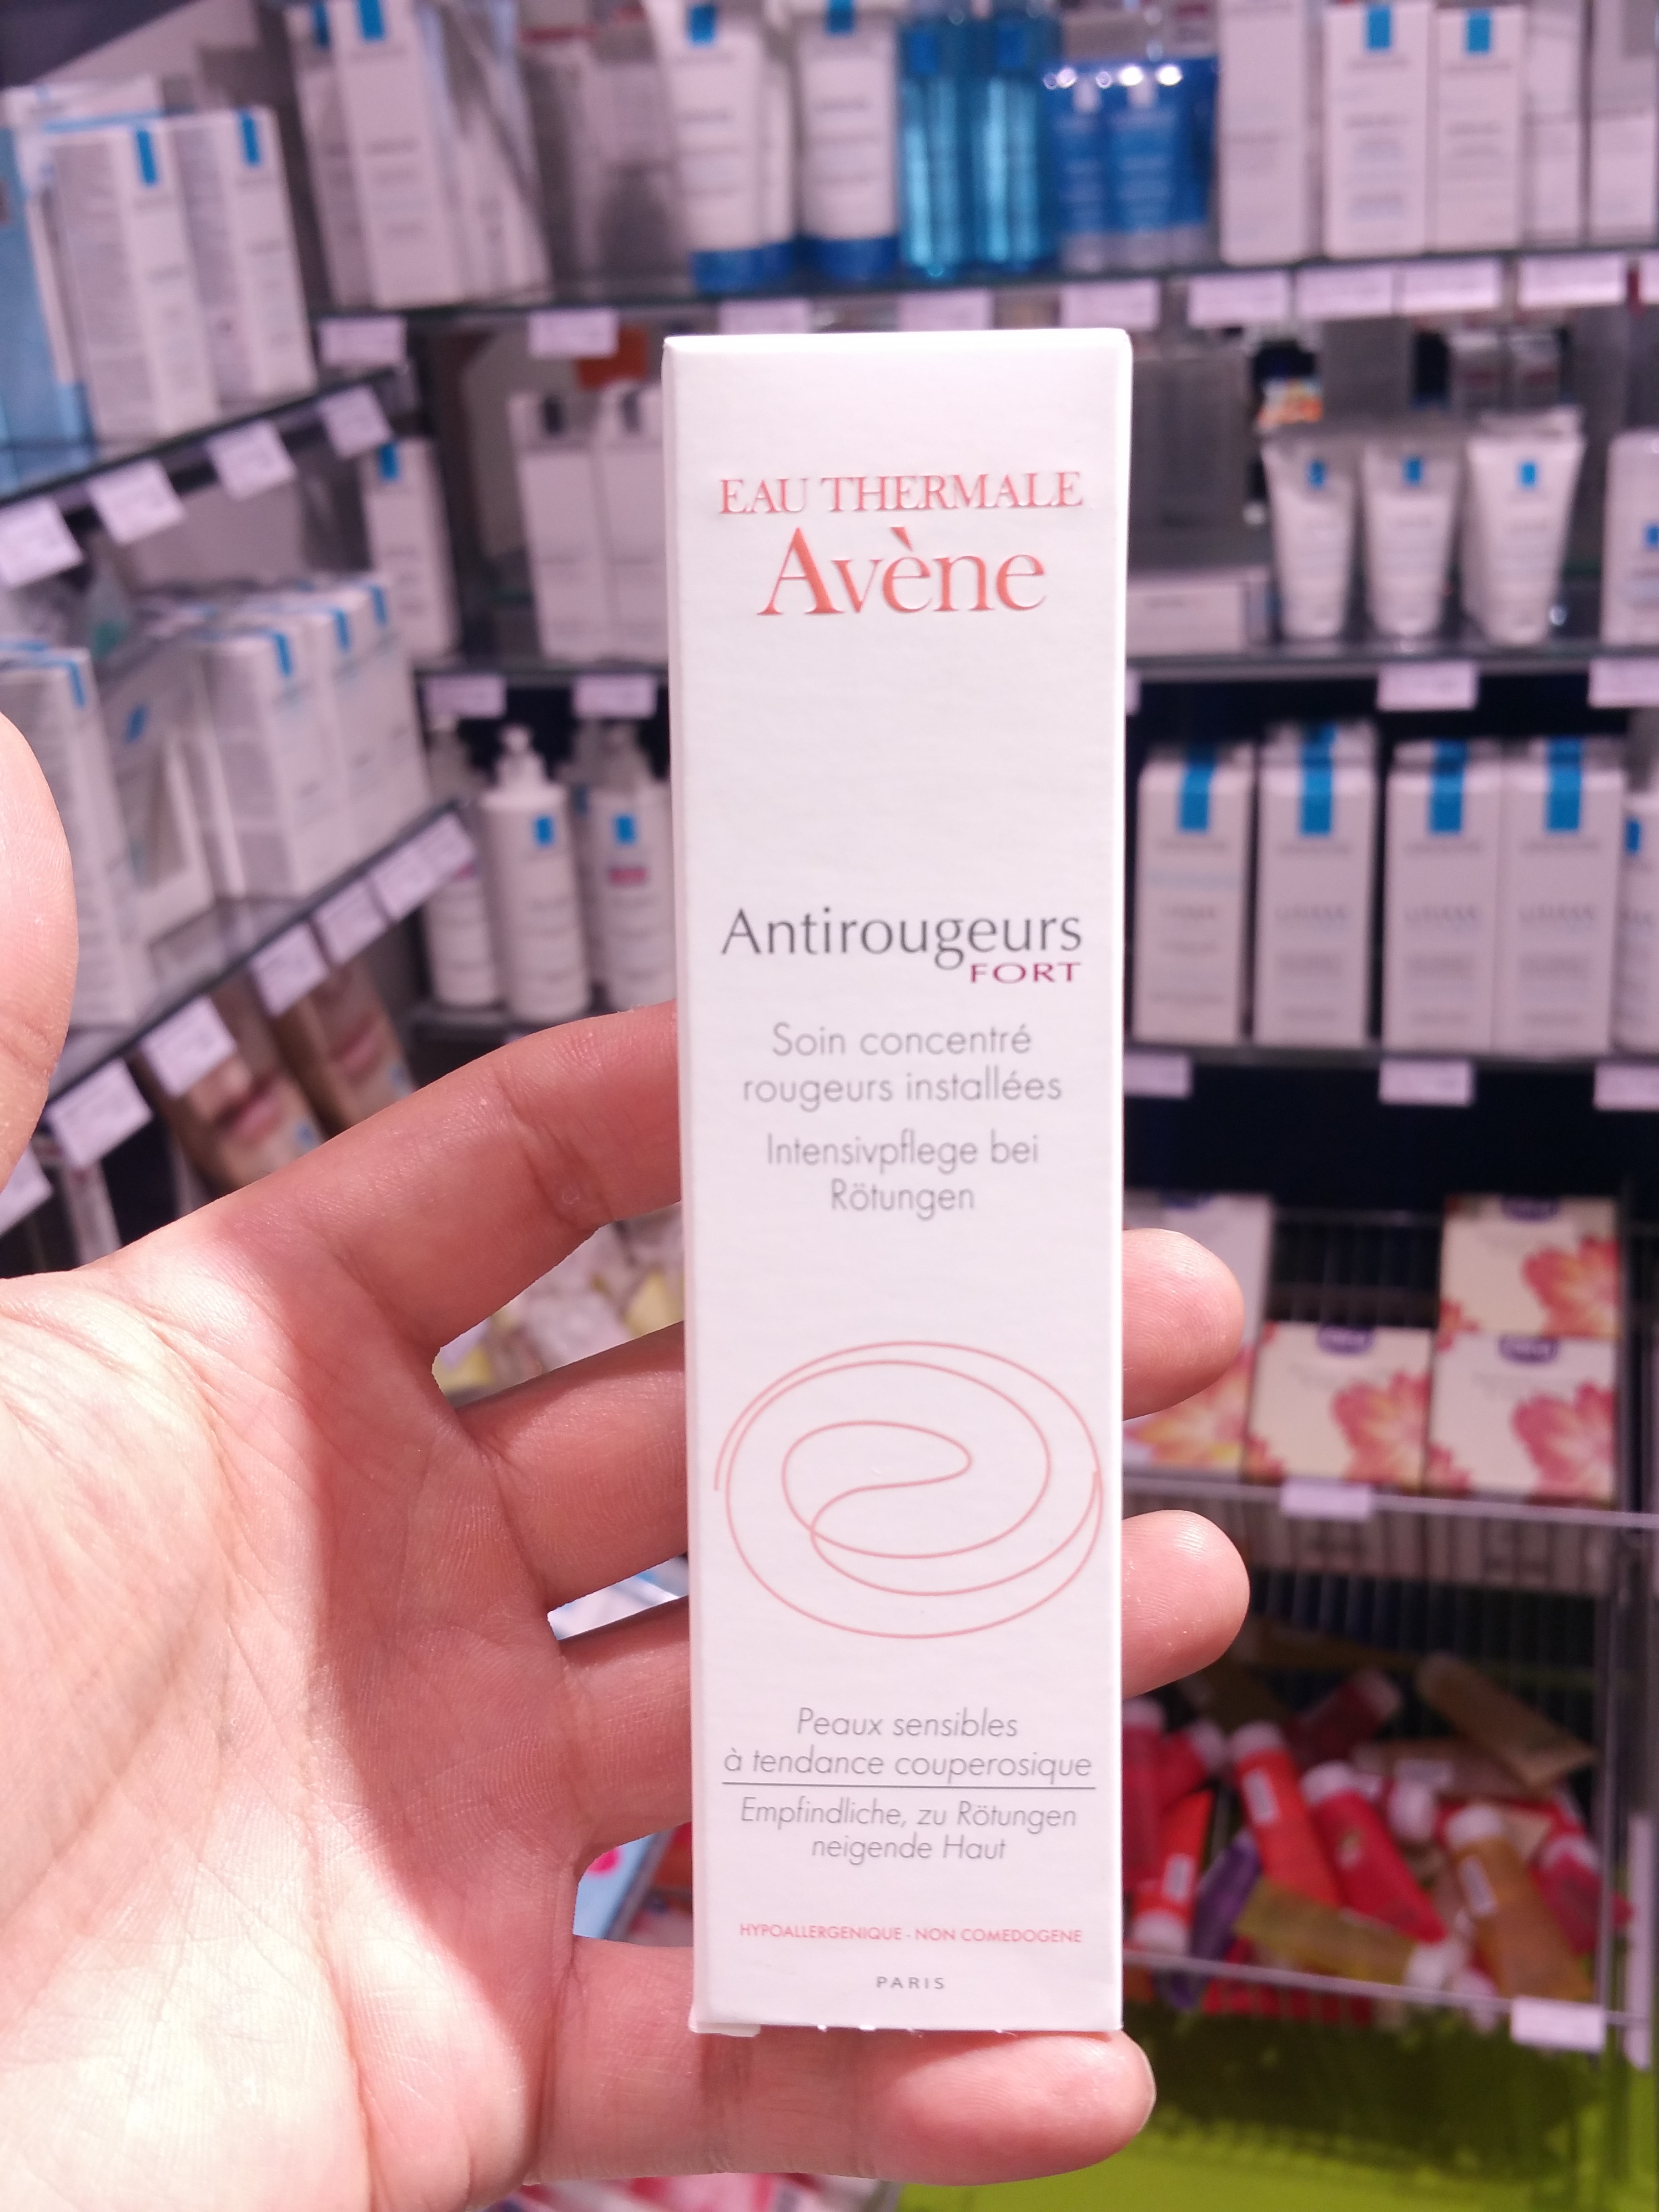 EAU THERMALE
Avène
Antirougeurs
FORT
Soin concentré
rougeurs installées
Intensivpflege bei
Rötungen
Peaux sensibles
à tendance couperosique
Empfindliche, zu Rötungen
neigende Haut
HYPOALLERGENIQUE - NON COMEDOGENE
PARIS